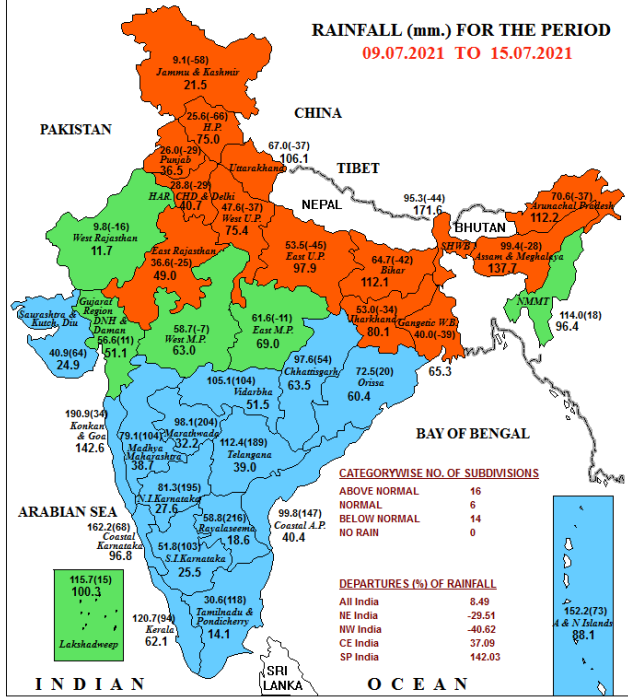 RAINFALL (mm.) FOR THE PERIOD
09.07.2021 TO 15.07.2021
9.1(-58)
Jammu & Kashmir
21.5
CHINA
PAKISTAN
25.6(-66)
H.P.
75.0
26.0(-29)
Punjab
36.5
67.0(-37)
106.1
Uttarakhand
TIBET
28.8(-29)
HAR. CHD & Delhi
40.7
NEPAL
47.6(-37)
West U.P.
75.4
95.3(-44)
171.6
BHUTAN
70.6(-37)
Arunachal Pradesh
112.2
9.8(-16)
West Rajasthan
11.7
East Rajasthan
36.6(-25)
49.0
53.5(-45)
East U.P.
97.9
64.7(-42)
Bihar
112.1
SHWB
99.4(-28)
Assam & Meghalaya
137.7
NMMT
114.0(18)
96.4
Saurashtra &
Kutch, Diu
40.9(64)
24.9
Gujarat
Region
DNH &
Daman
56.6(11)
51.1
58.7(-7)
West M.P.
63.0
61.6(-11)
East M.P.
69.0
53.0(-34)
Jharkhand
80.1
Gangetic W.B.
40.0(-39)
65.3
97.6(54)
Chhattisgarh
63.5
72.5(20)
Orissa
60.4
105.1(104)
Vidarbha
51.5
190.9(34)
Konkan
& Goa
142.6
79.1(104)
Madhya
Maharashtra
38.7
98.1(204)
Marathwada
32.2
112.4(189)
Telangana
39.0
BAY OF BENGAL
81.3(195)
N.I.Karnataka
27.6
ARABIAN SEA
162.2(68)
Coastal
Karnataka
96.8
58.8(216)
Rayalaseema
18.6
99.8(147)
Coastal A.P.
40.4
51.8(103)
S.I.Karnataka
25.5
CATEGORYWISE NO. OF SUBDIVISIONS
ABOVE NORMAL 16
NORMAL 6
BELOW NORMAL 14
NO RAIN 0
DEPARTURES (%) OF RAINFALL
All India 8.49
NE India -29.51
NW India -40.62
CE India 37.09
SP India 142.03
115.7(15)
100.3
Lakshadweep
120.7(94)
Kerala
62.1
30.6(118)
Tamilnadu &
Pondicherry
14.1
152.2(73)
A & N Islands
88.1
SRI
LANKA
INDIAN OCEAN